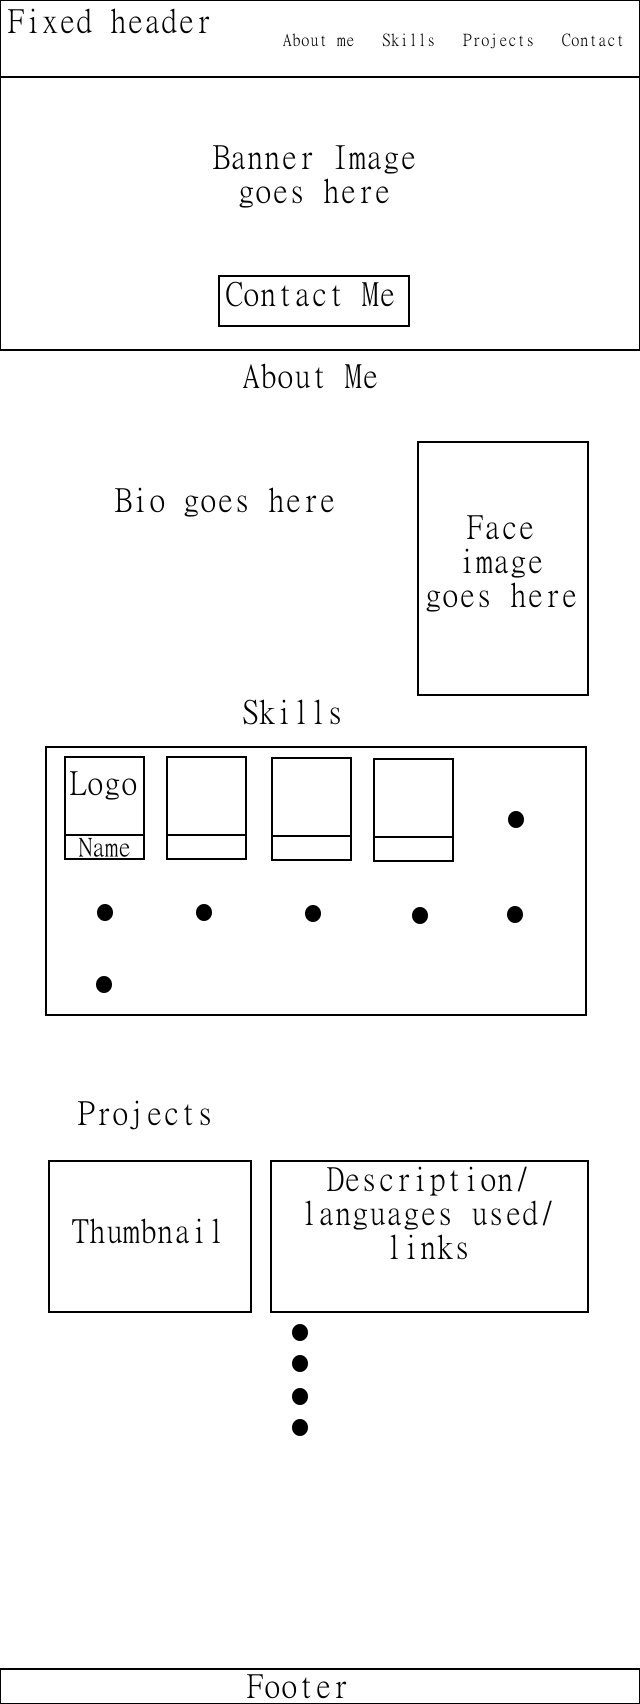 Fixed header
About me Skills Projects Contact
Banner Image
goes here
Contact Me
About Me
Bio goes here
Face
image
goes here
Skills
Logo
Name
Projects
Thumbnail
Description/
languages used/
links
Footer